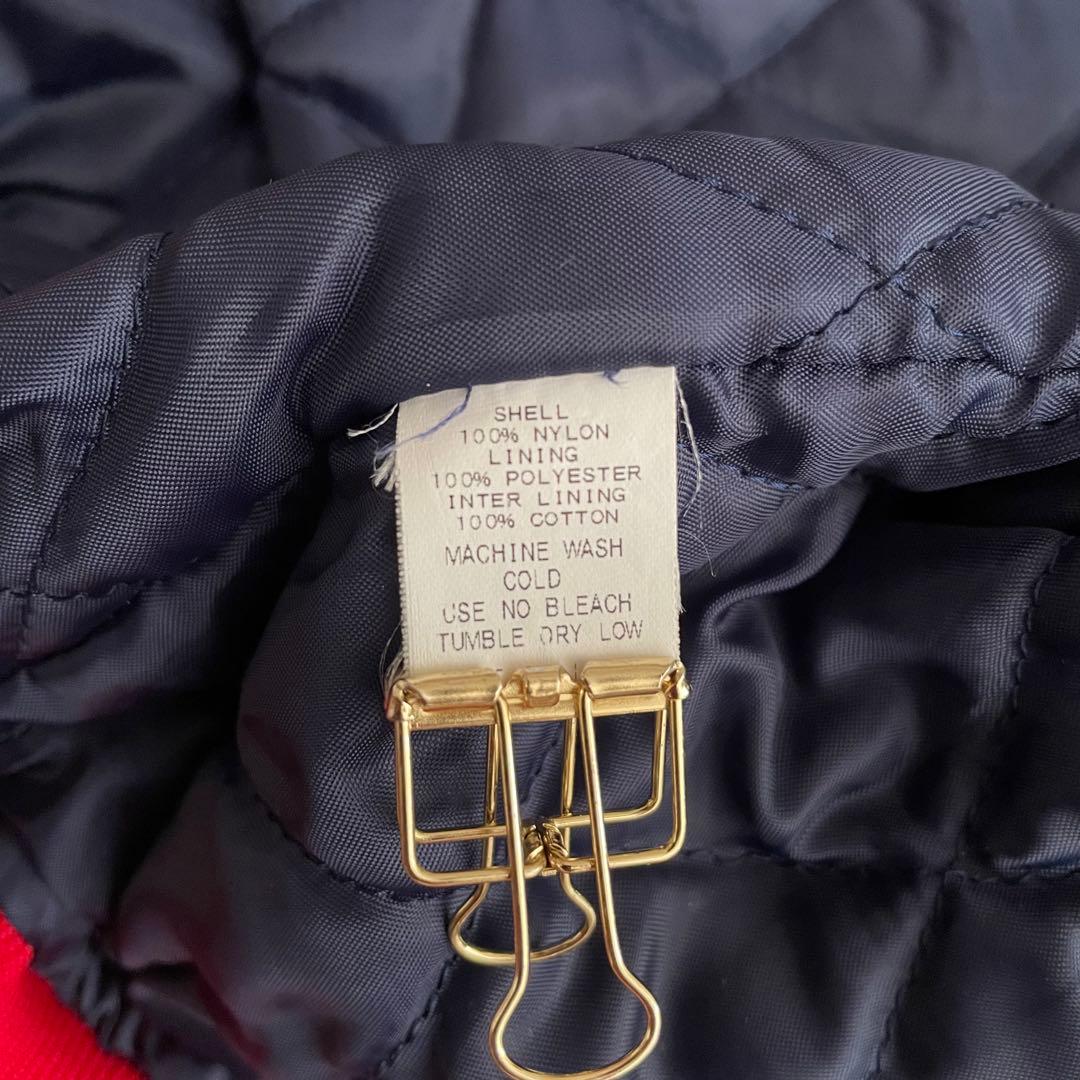 SHELL
100% NYLON
LINING
100% POLYESTER
INTER LINING
100% COTTON
MACHINE WASH
COLD
USE NO BLEACH
TUMBLE DRY LOW